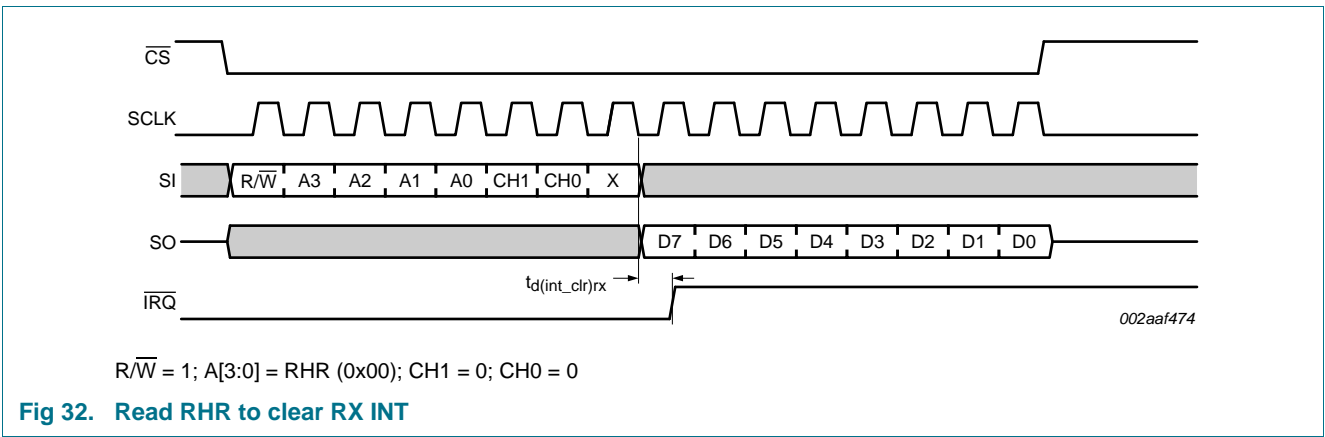 CS
SCLK
SI R/W A3 A2 A1 A0 CH1 CH0 X
SO D7 D6 D5 D4 D3 D2 D1 D0
td(int_clr)rx
IRQ
002aaf474
R/W = 1; A[3:0] = RHR (0x00); CH1 = 0; CH0 = 0
Fig 32. Read RHR to clear RX INT